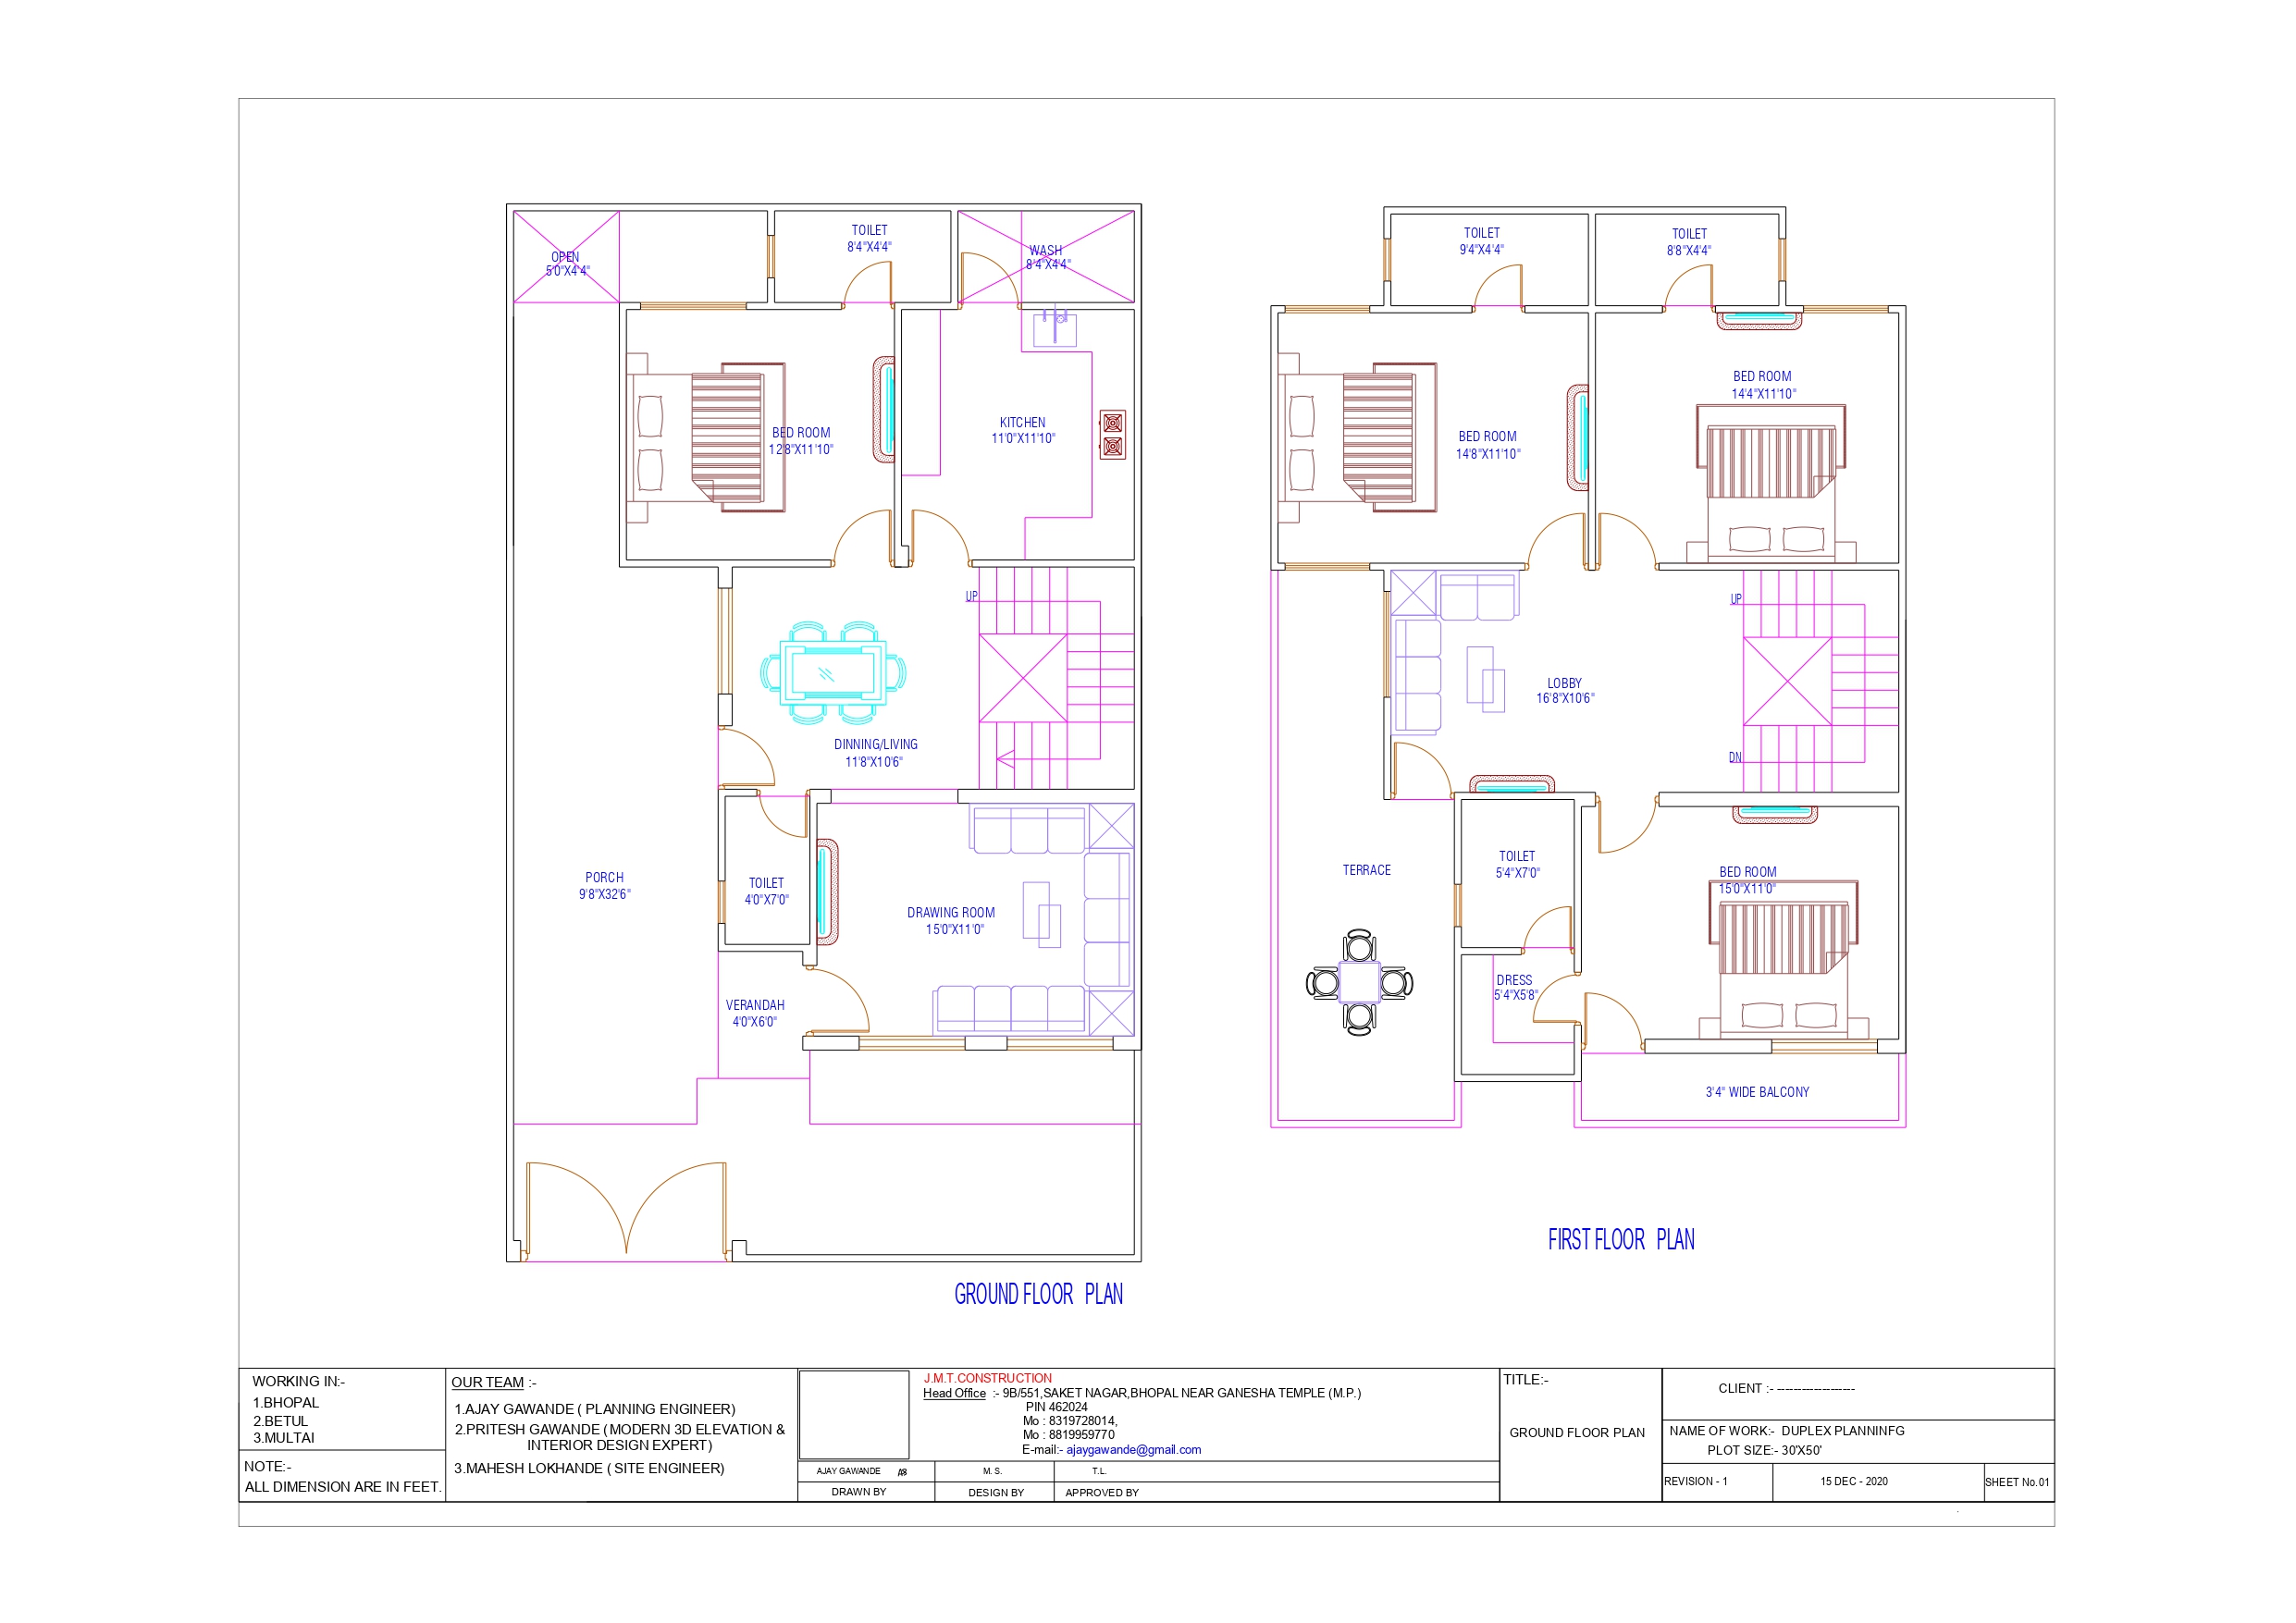 OPEN
5'0"X4'4"
TOILET
8'4"X4'4"
WASH
8'4"X4'4"
BED ROOM
12'8"X11'10"
KITCHEN
11'0"X11'10"
UP
DINNING/LIVING
11'8"X10'6"
PORCH
9'8"X32'6"
TOILET
4'0"X7'0"
DRAWING ROOM
15'0"X11'0"
VERANDAH
4'0"X6'0"
GROUND FLOOR PLAN
TOILET
9'4"X4'4"
TOILET
8'8"X4'4"
BED ROOM
14'4"X11'10"
BED ROOM
14'8"X11'10"
UP
LOBBY
16'8"X10'6"
DN
TERRACE
TOILET
5'4"X7'0"
BED ROOM
15'0"X11'0"
DRESS
5'4"X5'8"
3'4" WIDE BALCONY
FIRST FLOOR PLAN
WORKING IN:-
1.BHOPAL
2.BETUL
3.MULTAI
NOTE:-
ALL DIMENSION ARE IN FEET.
OUR TEAM :-
1.AJAY GAWANDE ( PLANNING ENGINEER)
2.PRITESH GAWANDE (MODERN 3D ELEVATION &
INTERIOR DESIGN EXPERT)
3.MAHESH LOKHANDE ( SITE ENGINEER)
J.M.T.CONSTRUCTION
Head Office :- 9B/551,SAKET NAGAR,BHOPAL NEAR GANESHA TEMPLE (M.P.)
PIN 462024
Mo : 8319728014,
Mo : 8819959770
E-mail:- ajaygawande@gmail.com
AJAY GAWANDE
M. S.
T.L.
DRAWN BY
DESIGN BY
APPROVED BY
TITLE:-
GROUND FLOOR PLAN
CLIENT :- -------------------
NAME OF WORK:- DUPLEX PLANNINFG
PLOT SIZE:- 30'X50'
REVISION - 1
15 DEC - 2020
SHEET No.01